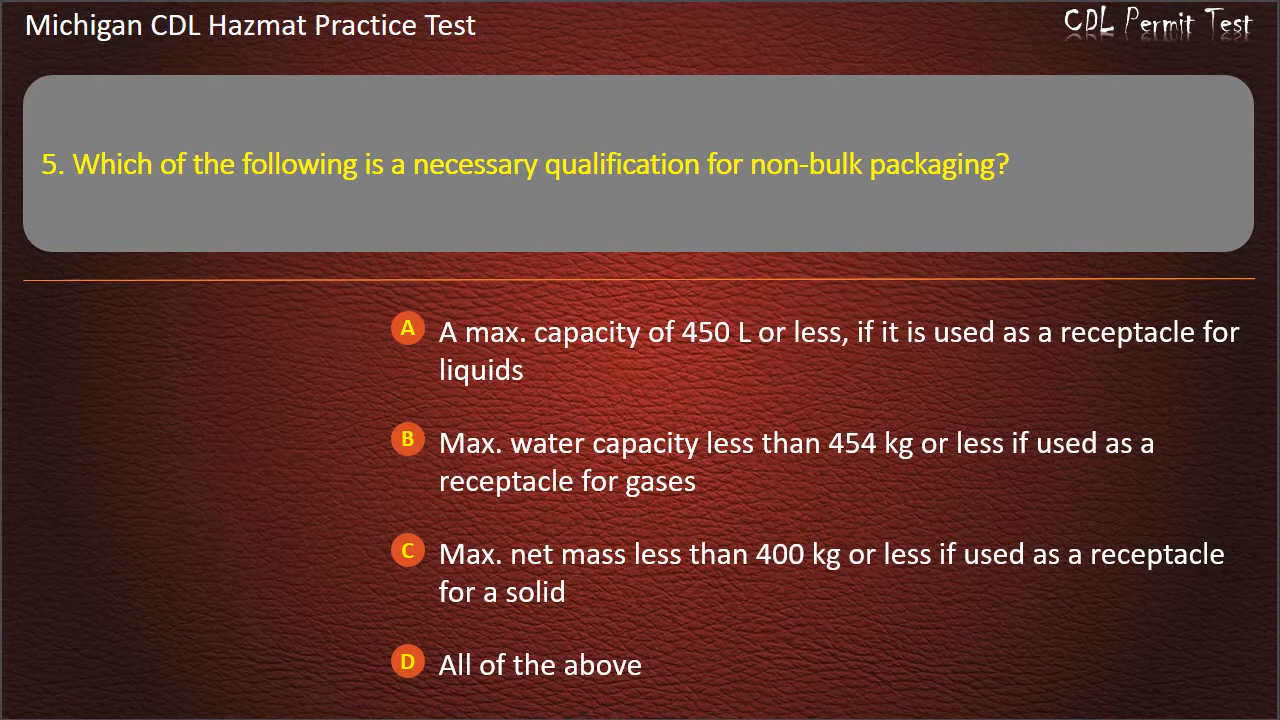 Michigan CDL Hazmat Practice Test
CDL Permit Test
5. Which of the following is a necessary qualification for non-bulk packaging?
A A max. capacity of 450 L or less, if it is used as a receptacle for
liquids
B Max. water capacity less than 454 kg or less if used as a
receptacle for gases
C Max. net mass less than 400 kg or less if used as a receptacle
for a solid
D All of the above